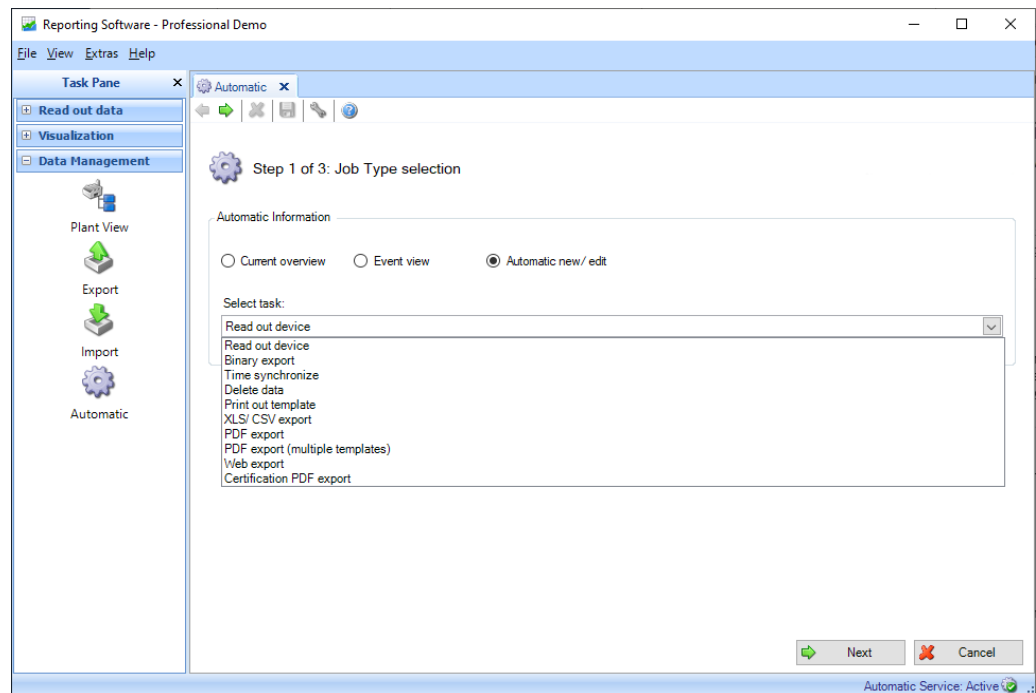 Reporting Software - Professional Demo
File View Extras Help
Task Pane
Read out data
Visualization
Data Management
Plant View
Export
Import
Automatic
Automatic
Step 1 of 3: Job Type selection
Automatic Information
Current overview Event view Automatic new/ edit
Select task:
Read out device
Read out device
Binary export
Time synchronize
Delete data
Print out template
XLS/ CSV export
PDF export
PDF export (multiple templates)
Web export
Certification PDF export
Next Cancel
Automatic Service: Active